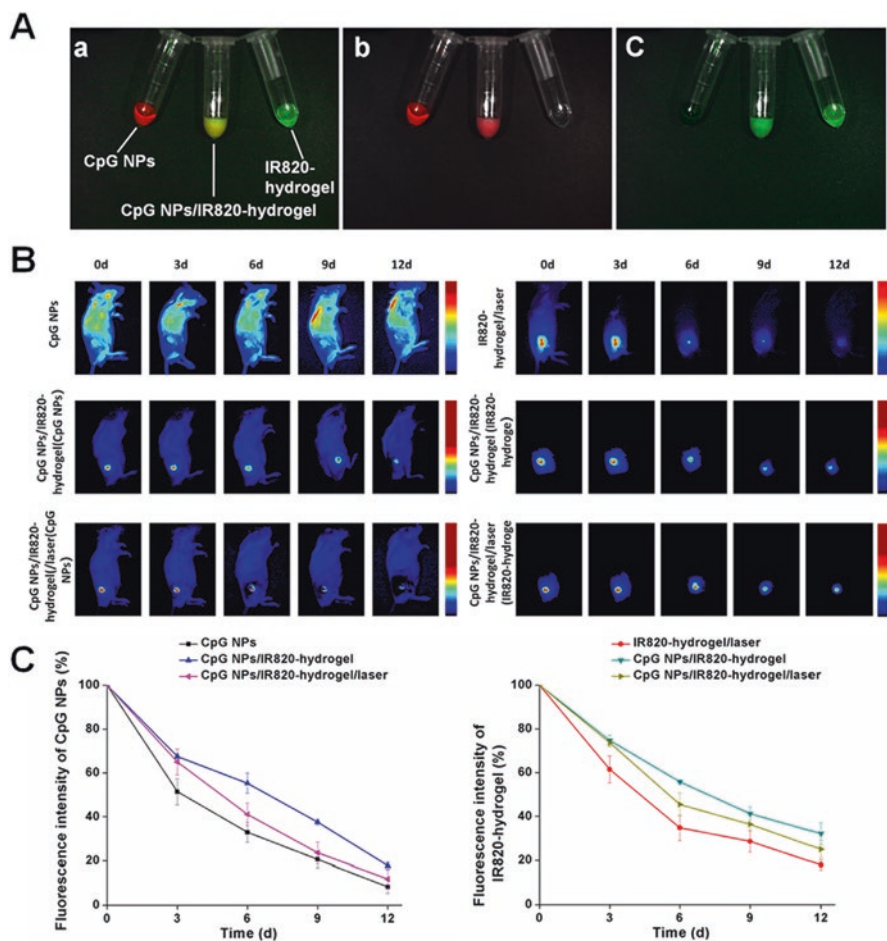 A
a
b
C
CpG NPs
IR820-
hydrogel
CpG NPs/IR820-hydrogel
B
0d 3d 6d 9d 12d
CpG NPs
CpG NPs/IR820-
hydrogel(CpG NPs)
CpG NPs/IR820-
hydrogel(/laser(CpG
NPs)
0d 3d 6d 9d 12d
IR820-
hydrogel/laser
CpG NPs/IR820-
hydrogel (IR820-
hydroge)
CpG NPs/IR820-
hydrogel/laser
(IR820-hydroge
C
CpG NPs
CpG NPs/IR820-hydrogel
CpG NPs/IR820-hydrogel/laser
Fluorescence intensity of CpG NPs (%)
100
80
60
40
20
0
0 3 6 9 12
Time (d)
IR820-hydrogel/laser
CpG NPs/IR820-hydrogel
CpG NPs/IR820-hydrogel/laser
Fluorescence intensity of
IR820-hydrogel (%)
100
80
60
40
20
0
0 3 6 9 12
Time (d)